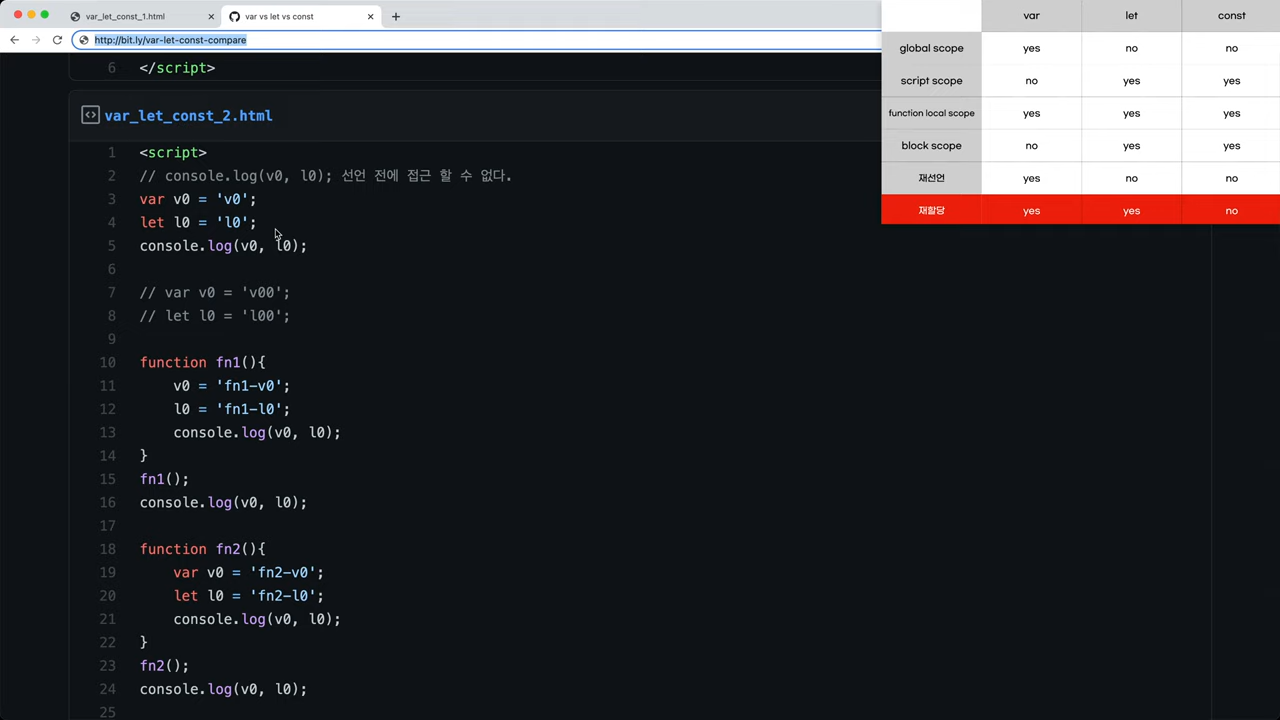 var_let_const_1.html
var vs let vs const
http://bit.ly/var-let-const-compare
var let const
global scope yes no no
script scope no yes yes
function local scope yes yes yes
block scope no yes yes
재선언 yes no no
재할당 yes yes no
6 </script>
var_let_const_2.html
1 <script>
2 // console.log(v0, l0); 선언 전에 접근 할 수 없다.
3 var v0 = 'v0';
4 let l0 = 'l0';
5 console.log(v0, l0);
6
7 // var v0 = 'v00';
8 // let l0 = 'l00';
9
10 function fn1(){
11 v0 = 'fn1-v0';
12 l0 = 'fn1-l0';
13 console.log(v0, l0);
14 }
15 fn1();
16 console.log(v0, l0);
17
18 function fn2(){
19 var v0 = 'fn2-v0';
20 let l0 = 'fn2-l0';
21 console.log(v0, l0);
22 }
23 fn2();
24 console.log(v0, l0);
25